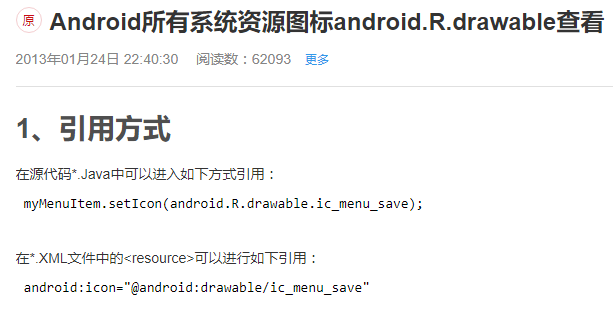 原 Android所有系统资源图标android.R.drawable查看
2013年01月24日 22:40:30 阅读数：62093 更多
1、引用方式
在源代码*.Java中可以进入如下方式引用：
myMenuItem.setIcon(android.R.drawable.ic_menu_save);
在*.XML文件中的<resource>可以进行如下引用：
android:icon="@android:drawable/ic_menu_save"